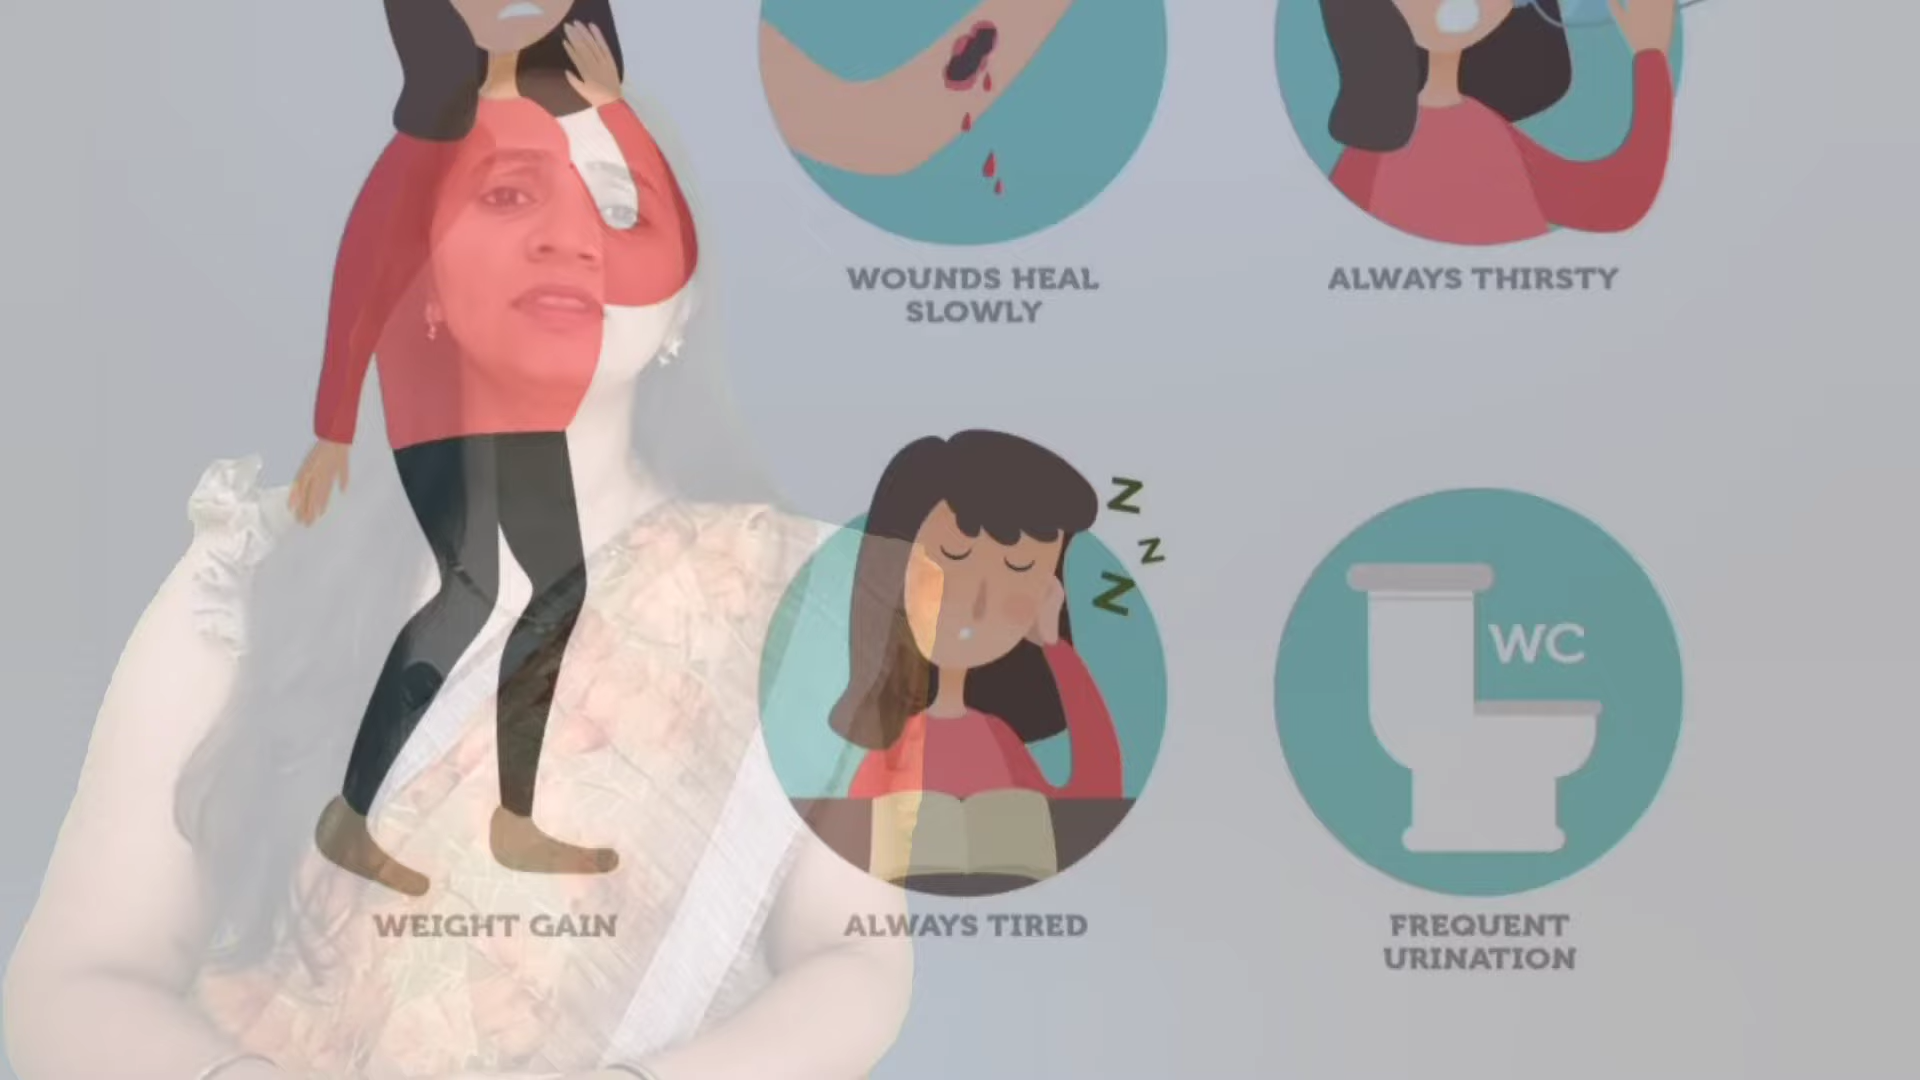 WOUNDS HEAL
SLOWLY
ALWAYS THIRSTY
Z
Z
Z
WC
WEIGHT GAIN
ALWAYS TIRED
FREQUENT
URINATION